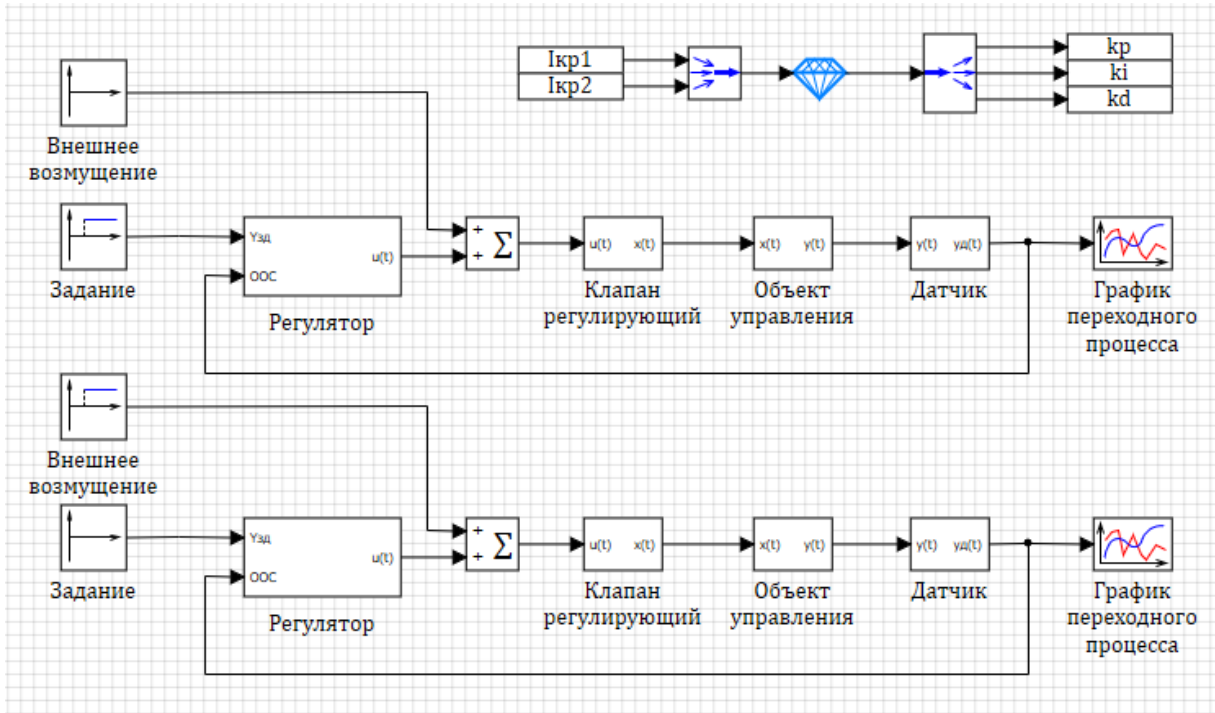 Iкр1
Iкр2
kp
ki
kd
Внешнее
возмущение
Задание
Yзд
ООС
u(t)
Регулятор
+
+
Σ
u(t) x(t)
Клапан
регулирующий
x(t) y(t)
Объект
управления
y(t) yд(t)
Датчик
График
переходного
процесса
Внешнее
возмущение
Задание
Yзд
ООС
u(t)
Регулятор
+
+
Σ
u(t) x(t)
Клапан
регулирующий
x(t) y(t)
Объект
управления
y(t) yд(t)
Датчик
График
переходного
процесса